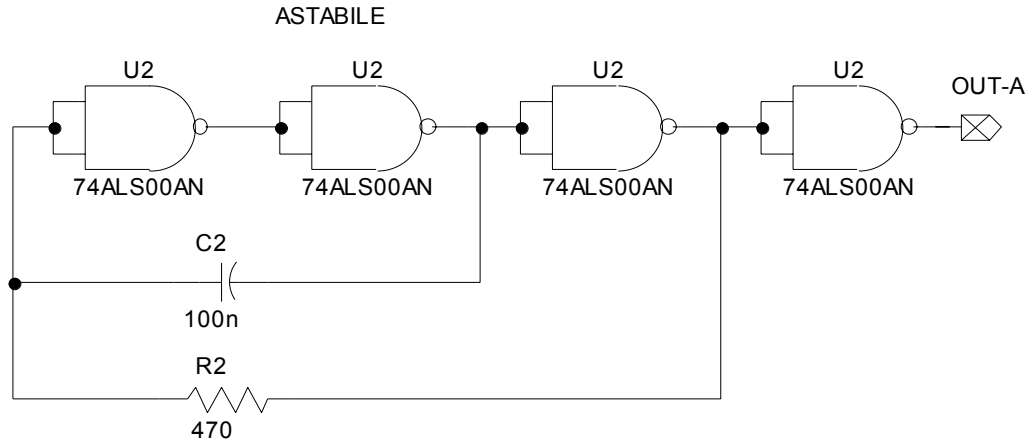 ASTABILE
U2
U2
U2
U2
OUT-A
74ALS00AN
74ALS00AN
74ALS00AN
74ALS00AN
C2
100n
R2
470